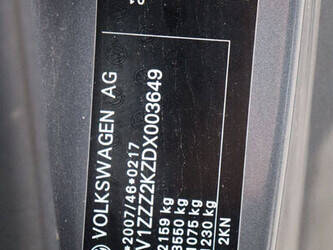 VOLKSWAGEN AG
*2007/46*0217
V1ZZZ2KZDX003649
2159 kg
3550 kg
1075 kg
1230 kg
2KN